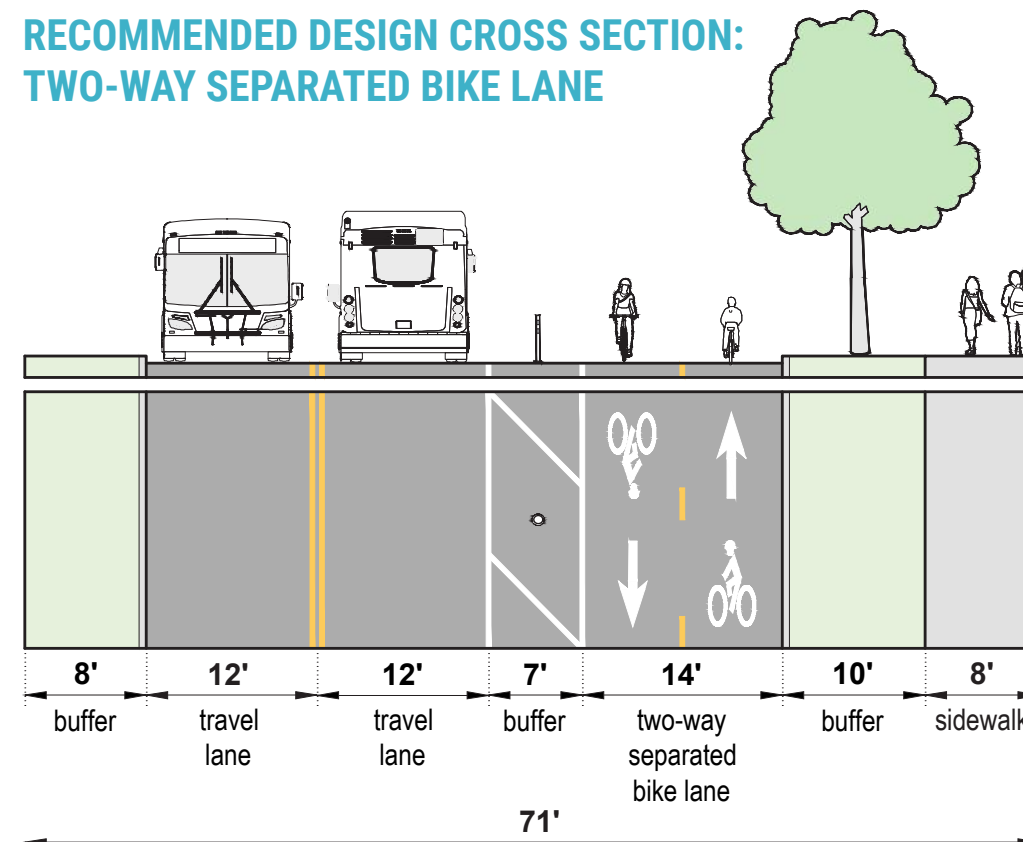 RECOMMENDED DESIGN CROSS SECTION:
TWO-WAY SEPARATED BIKE LANE
8' 12' 12' 7' 14' 10' 8'
buffer travel lane travel lane buffer two-way separated bike lane buffer sidewalk
71'